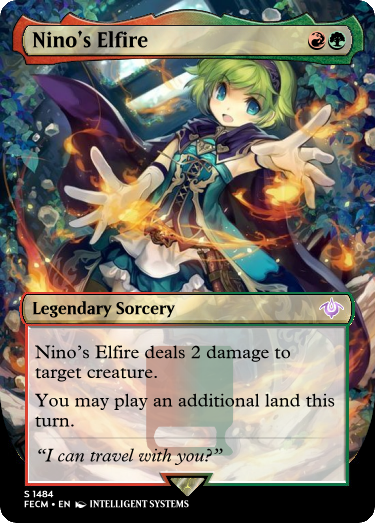 Nino's Elfire
Legendary Sorcery
Nino's Elfire deals 2 damage to
target creature.
You may play an additional land this
turn.
“I can travel with you?”
S 1484
FECM • EN INTELLIGENT SYSTEMS